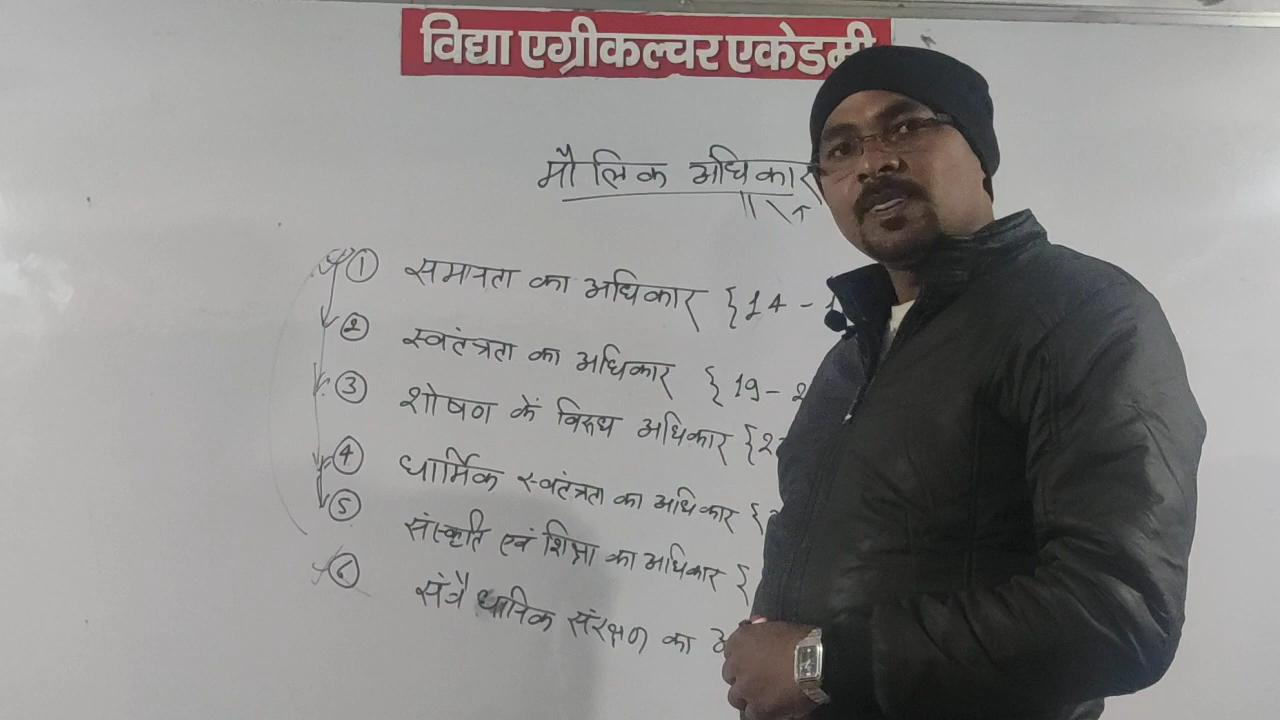 विद्या एग्रीकल्चर एकेडमी
मौलिक अधिकार
① समानता का अधिकार {14 -
② स्वतंत्रता का अधिकार {19 -
③ शोषण कें विरुध अधिकार {2
④ धार्मिक स्वतंत्रता का अधिकार {
⑤ संस्कृति एवं शिक्षा का अधिकार {
⑥ संवैधानिक संरक्षण का